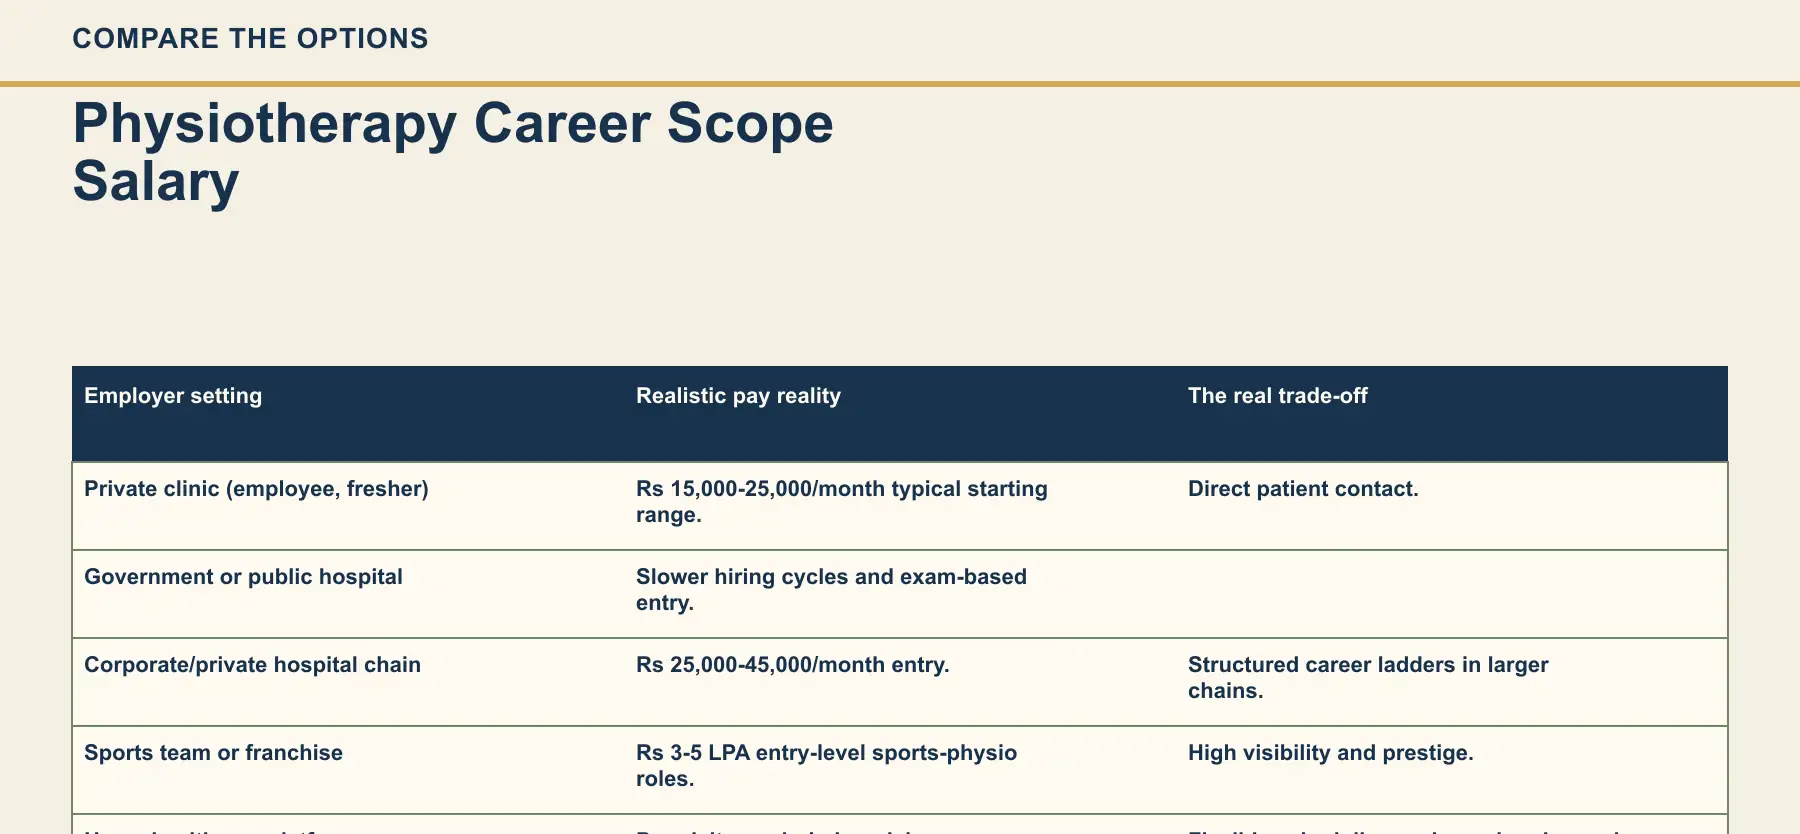 COMPARE THE OPTIONS
Physiotherapy Career Scope
Salary
Employer setting
Realistic pay reality
The real trade-off
Private clinic (employee, fresher)
Rs 15,000-25,000/month typical starting
range.
Direct patient contact.
Government or public hospital
Slower hiring cycles and exam-based
entry.
Corporate/private hospital chain
Rs 25,000-45,000/month entry.
Structured career ladders in larger
chains.
Sports team or franchise
Rs 3-5 LPA entry-level sports-physio
roles.
High visibility and prestige.